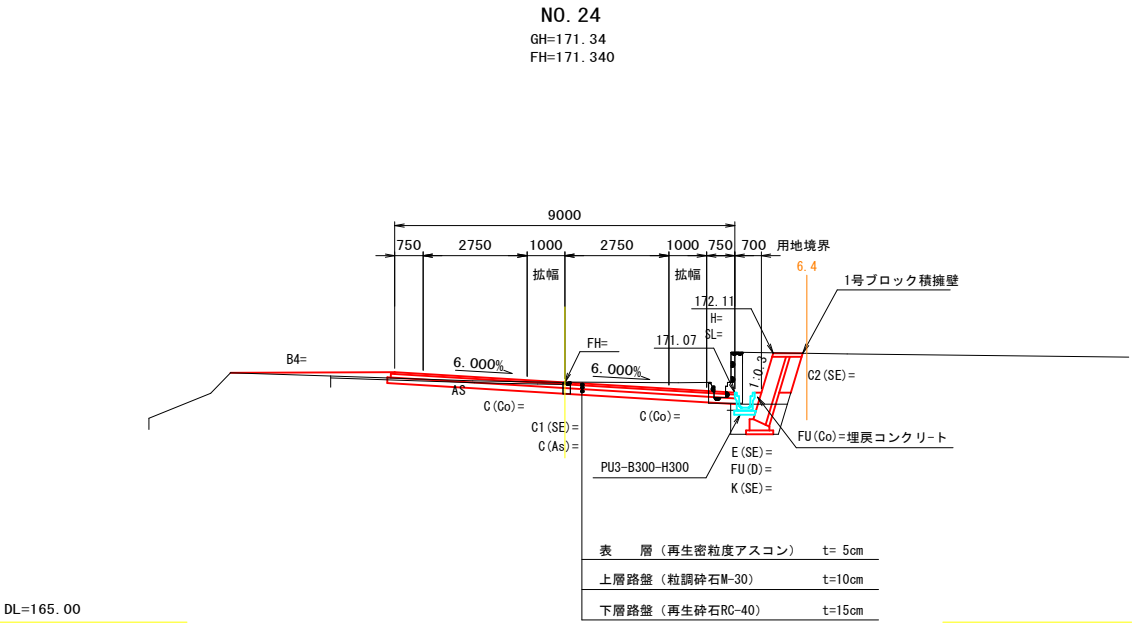 NO.24
GH=171.34
FH=171.340
9000
750 2750 1000 2750 1000 750 700 用地境界
拡幅 拡幅 6.4
1号ブロック積擁壁
172.11
H=
SL=
171.07
FH=
B4=
6.000% 6.000%
1:0.3
C2(SE)=
AS
C(Co)=
C(Co)=
C1(SE)=
C(As)=
FU(Co)=埋戻コンクリート
E(SE)=
FU(D)=
K(SE)=
PU3-B300-H300
表 層(再生密粒度アスコン) t= 5cm
上層路盤(粒調砕石M-30) t=10cm
下層路盤(再生砕石RC-40) t=15cm
DL=165.00